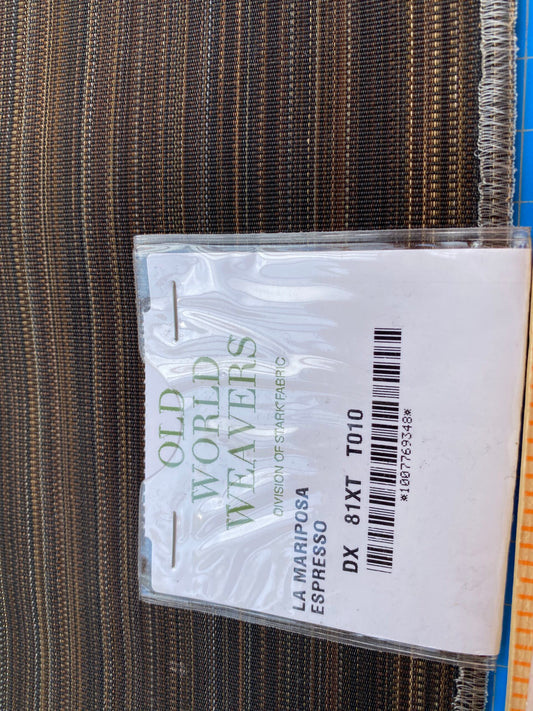 OLD
WORLD
WEAVERS
DIVISION OF STARK FABRIC
LA MARIPOSA
ESPRESSO
DX 81XT T010
*1007769348*